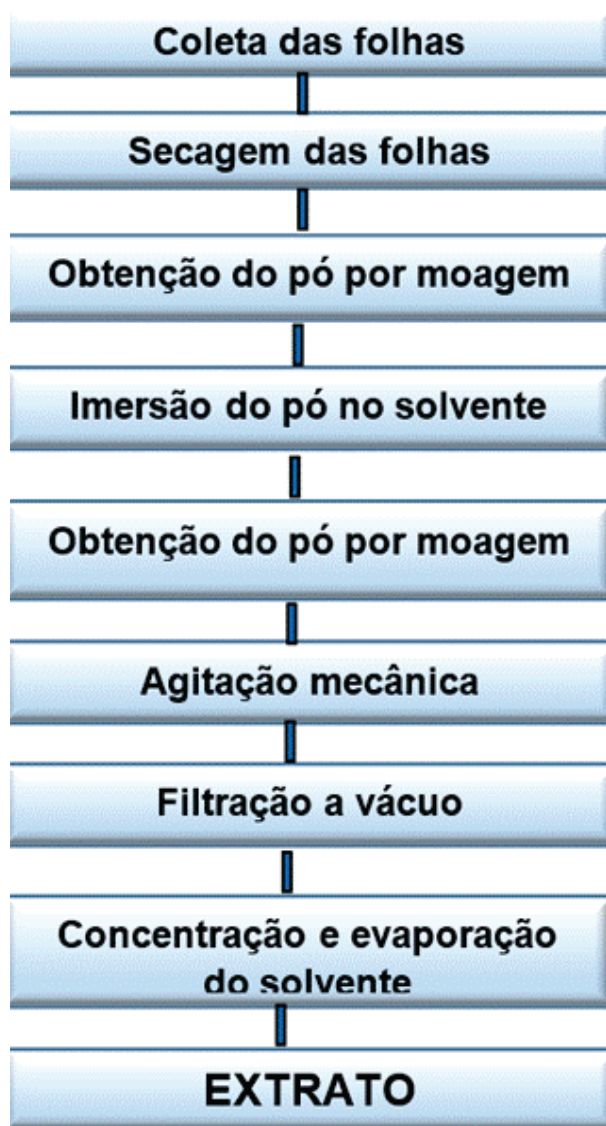 Coleta das folhas
Secagem das folhas
Obtenção do pó por moagem
Imersão do pó no solvente
Obtenção do pó por moagem
Agitação mecânica
Filtração a vácuo
Concentração e evaporação
do solvente
EXTRATO